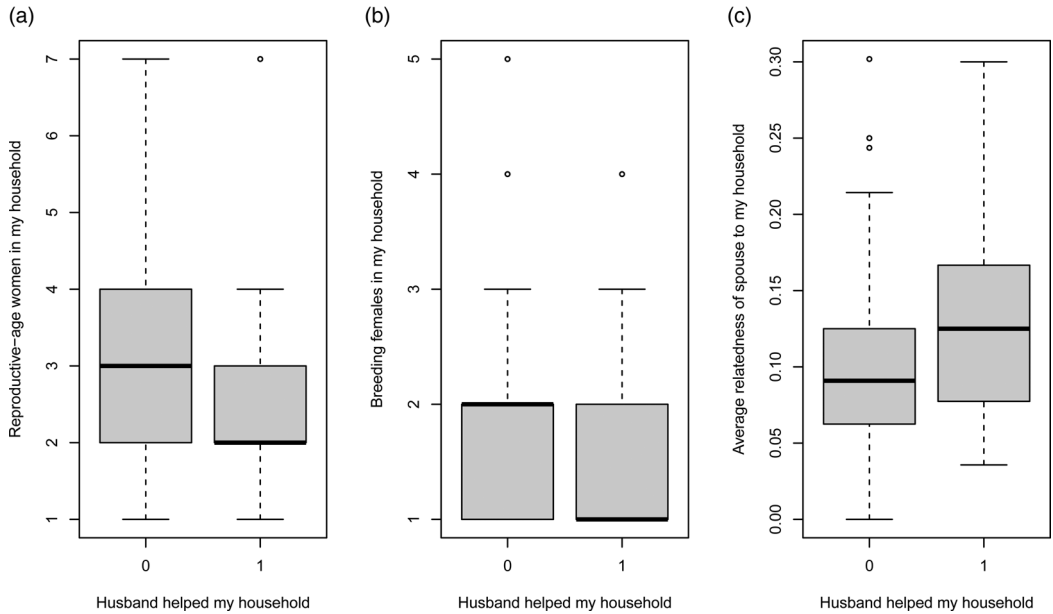 (a)
Reproductive−age women in my household
7
6
5
4
3
2
1
0 1
Husband helped my household
(b)
Breeding females in my household
5
4
3
2
1
0 1
Husband helped my household
(c)
Average relatedness of spouse to my household
0.30
0.25
0.20
0.15
0.10
0.05
0.00
0 1
Husband helped my household